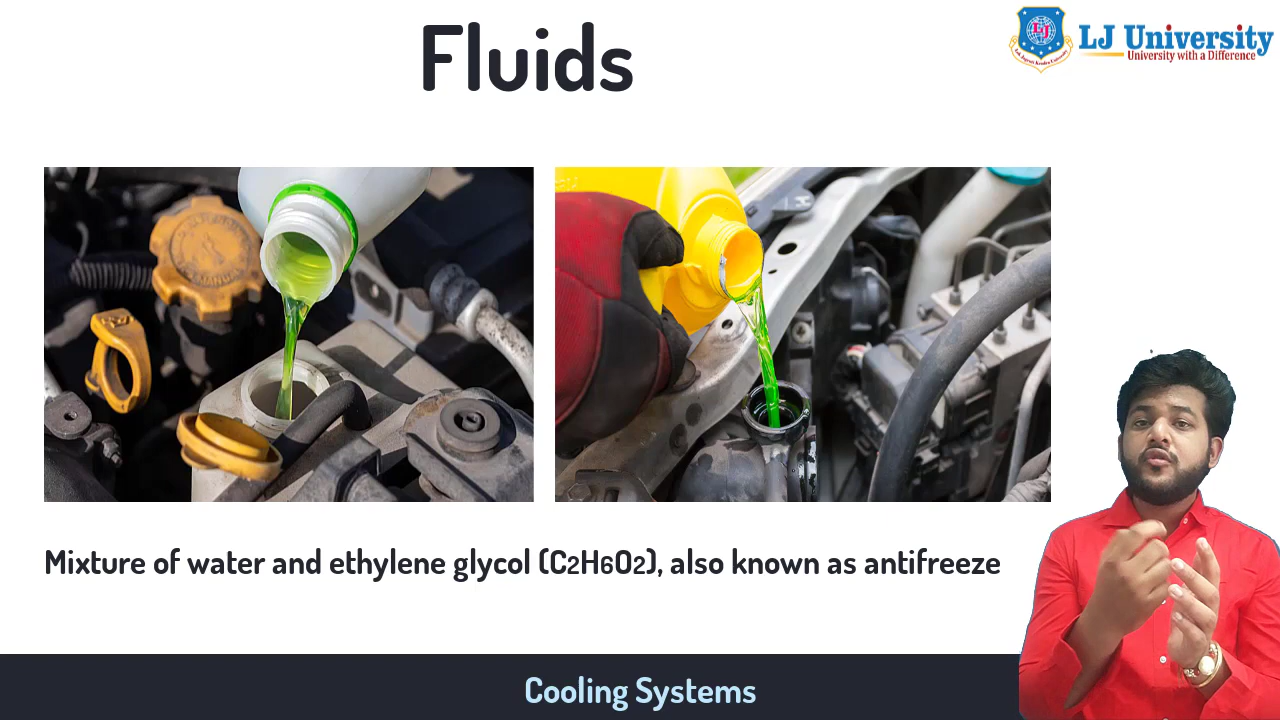 Fluids
LJ
LJ University
University with a Difference
Mixture of water and ethylene glycol (C2H6O2), also known as antifreeze
Cooling Systems